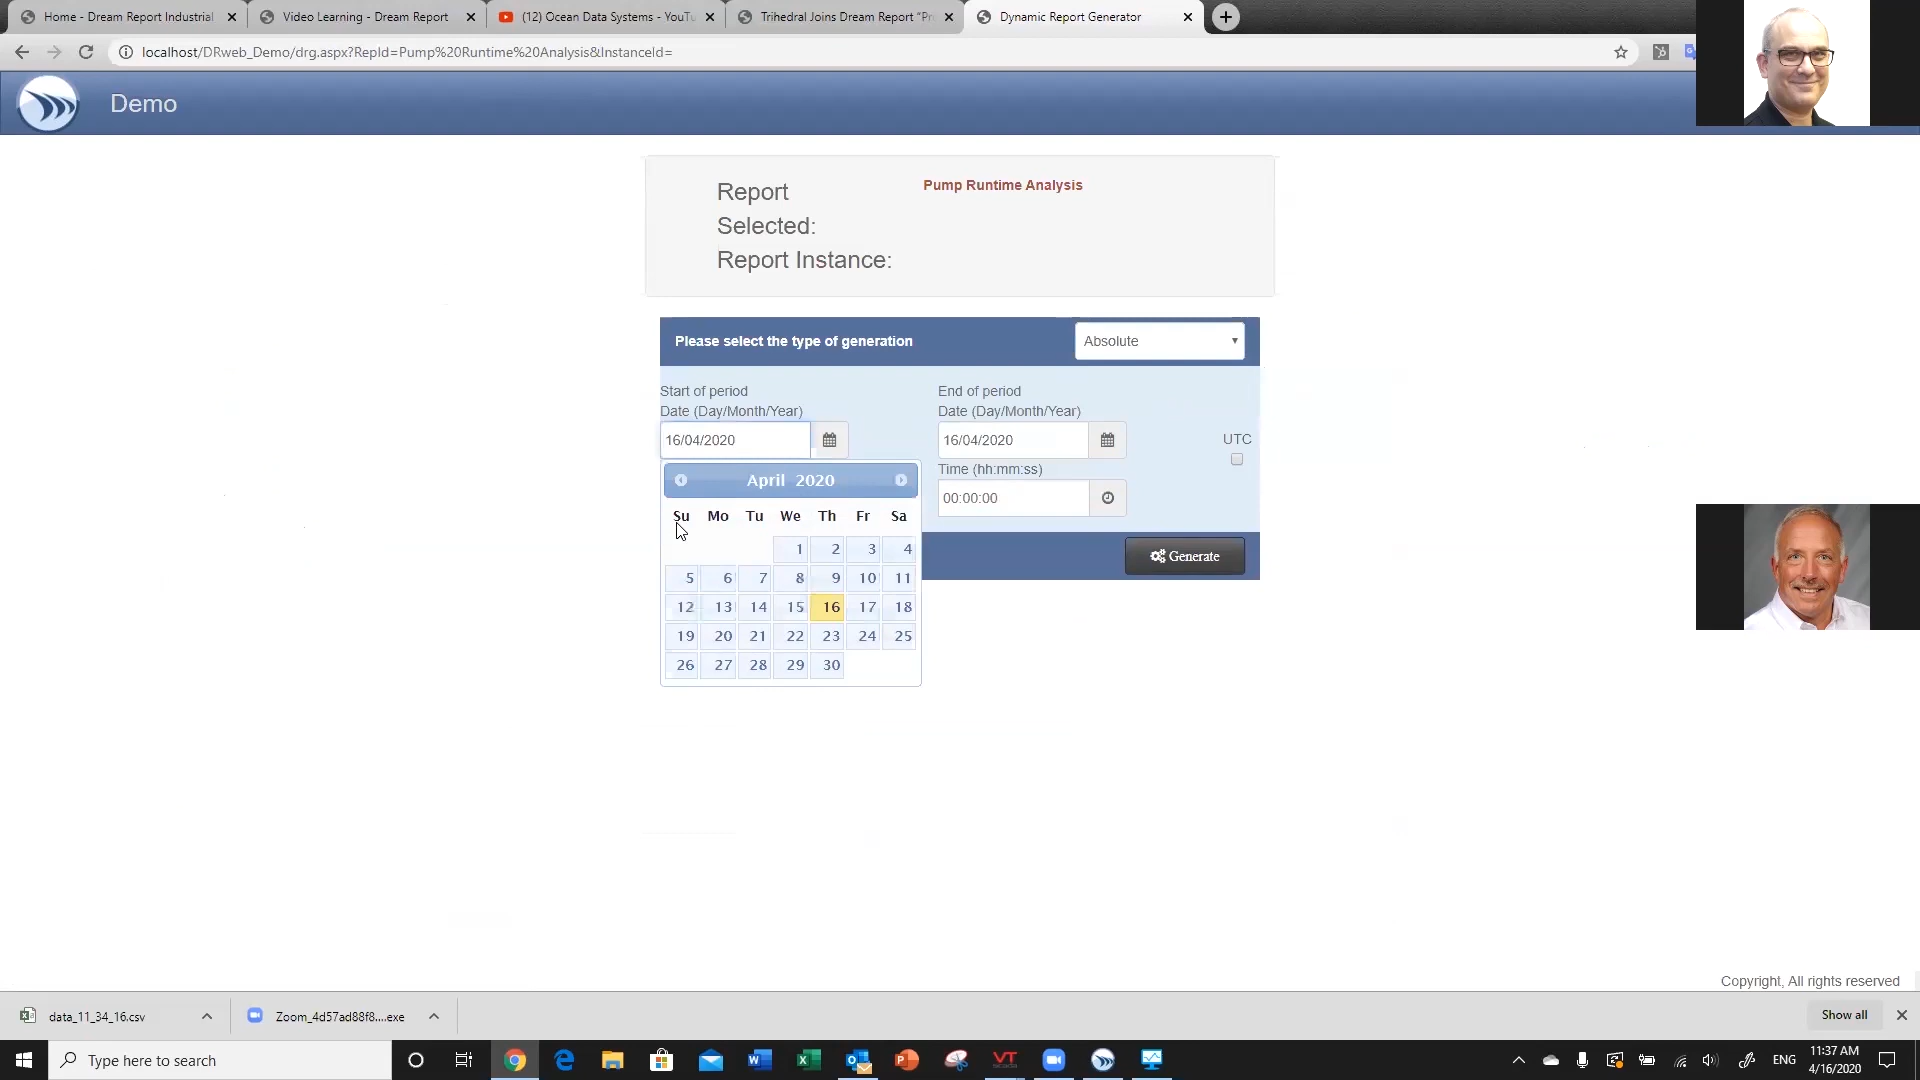 Home - Dream Report Industrial
Video Learning - Dream Report
(12) Ocean Data Systems - YouTu
Trihedral Joins Dream Report "Pr
Dynamic Report Generator
localhost/DRweb_Demo/drg.aspx?RepId=Pump%20Runtime%20Analysis&InstanceId=
Demo
Report Selected:
Pump Runtime Analysis
Report Instance:
Please select the type of generation
Absolute
Start of period
Date (Day/Month/Year)
16/04/2020
End of period
Date (Day/Month/Year)
16/04/2020
UTC
Time (hh:mm:ss)
00:00:00
April 2020
Su Mo Tu We Th Fr Sa
1 2 3 4
5 6 7 8 9 10 11
12 13 14 15 16 17 18
19 20 21 22 23 24 25
26 27 28 29 30
Generate
Copyright, All rights reserved
data_11_34_16.csv
Zoom_4d57ad88f8....exe
Show all
Type here to search
ENG
11:37 AM
4/16/2020